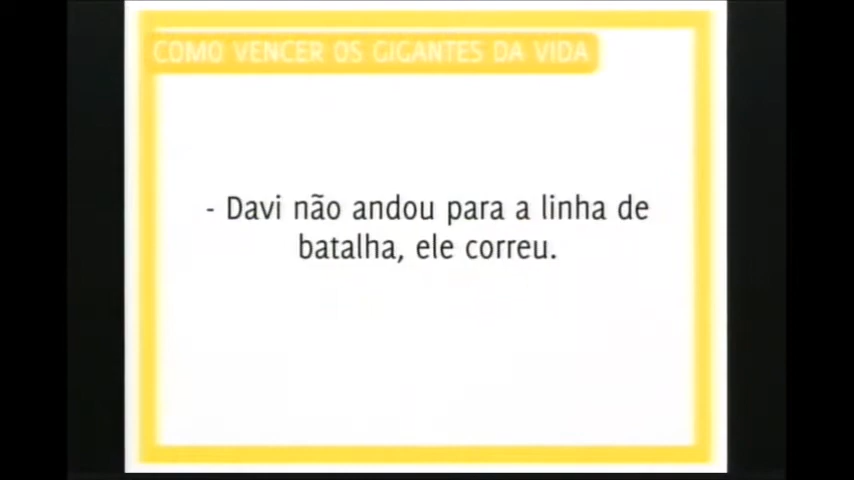 COMO VENCER OS GIGANTES DA VIDA
- Davi não andou para a linha de
batalha, ele correu.